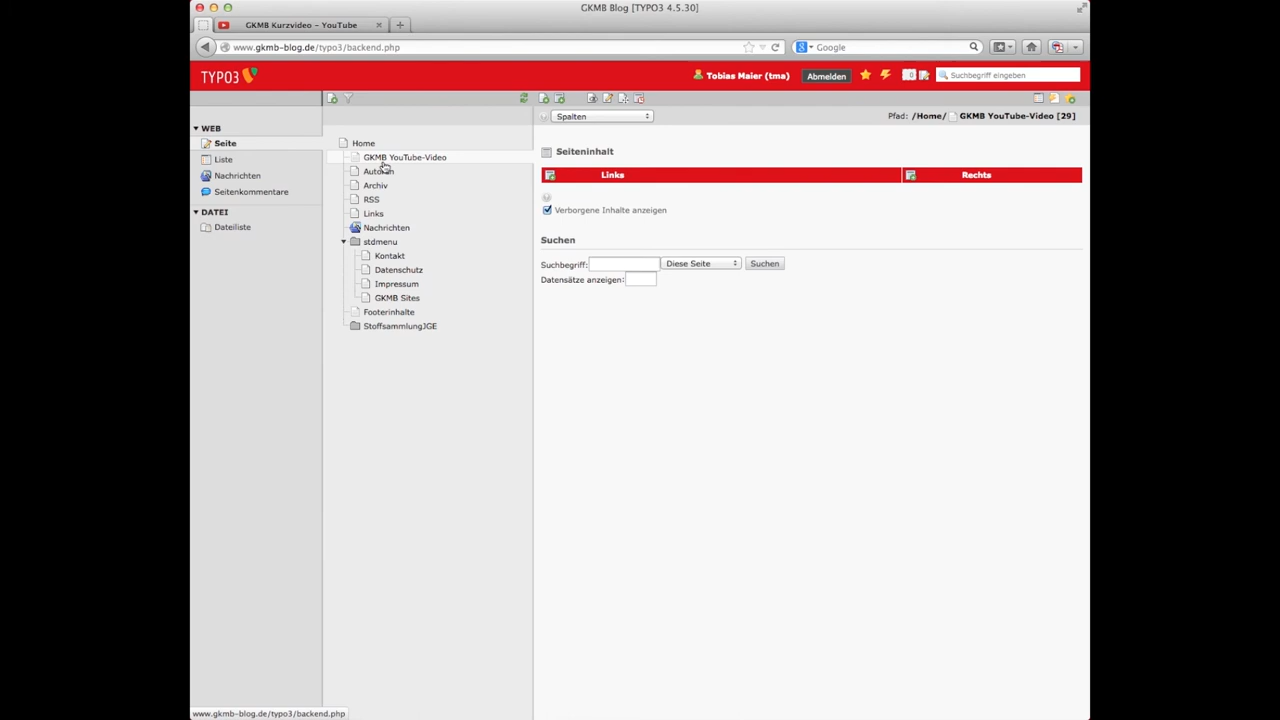 GKMB Blog [TYPO3 4.5.30]
GKMB Kurzvideo - YouTube
www.gkmb-blog.de/typo3/backend.php
Google
TYPO3
Tobias Maier (tma)
Abmelden
0
Suchbegriff eingeben
WEB
Seite
Liste
Nachrichten
Seitenkommentare
DATEI
Dateiliste
Home
GKMB YouTube-Video
Autoren
Archiv
RSS
Links
Nachrichten
stdmenu
Kontakt
Datenschutz
Impressum
GKMB Sites
Footerinhalte
StoffsammlungJGE
Spalten
Pfad: /Home/ GKMB YouTube-Video [29]
Seiteninhalt
Links
Rechts
Verborgene Inhalte anzeigen
Suchen
Suchbegriff:
Diese Seite
Suchen
Datensätze anzeigen:
www.gkmb-blog.de/typo3/backend.php